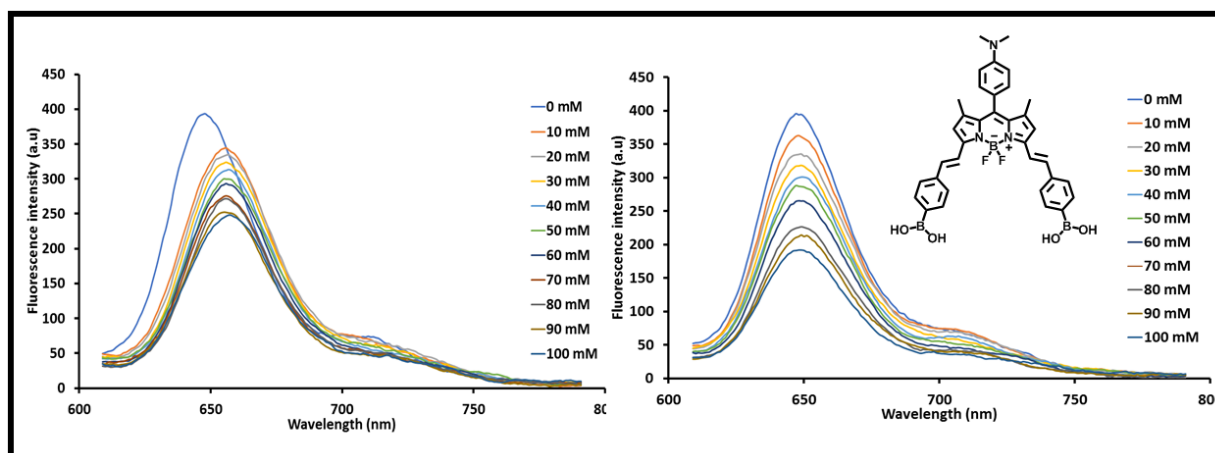 450
400
350
300
250
200
150
100
50
0
600
650
700
750
80
Fluorescence intensity (a.u)
Wavelength (nm)
0 mM
10 mM
20 mM
30 mM
40 mM
50 mM
60 mM
70 mM
80 mM
90 mM
100 mM
450
400
350
300
250
200
150
100
50
0
600
650
700
750
80
Fluorescence intensity (a.u)
Wavelength (nm)
N
N
B
N
+
F
F
HO
B
OH
HO
B
OH
0 mM
10 mM
20 mM
30 mM
40 mM
50 mM
60 mM
70 mM
80 mM
90 mM
100 mM